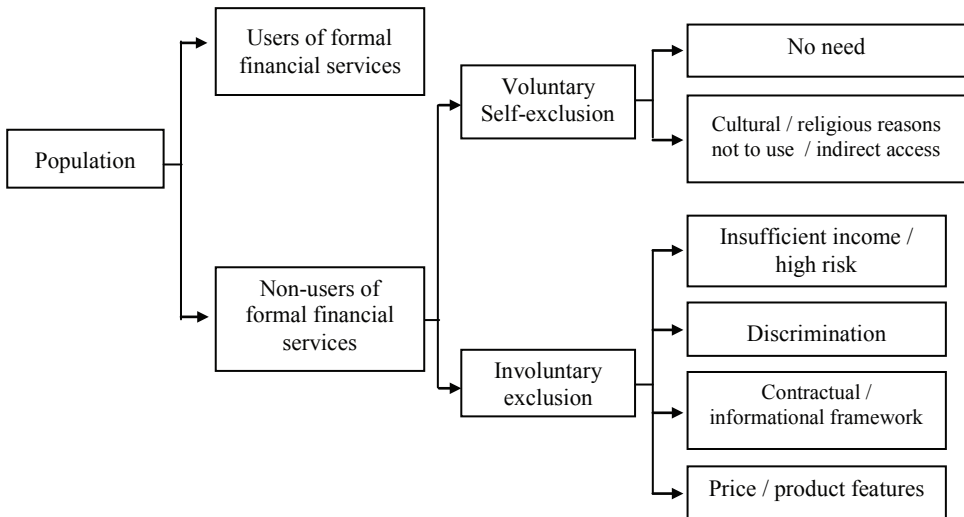 Population
Users of formal
financial services
Non-users of
formal financial
services
Voluntary
Self-exclusion
Involuntary
exclusion
No need
Cultural / religious reasons
not to use / indirect access
Insufficient income /
high risk
Discrimination
Contractual /
informational framework
Price / product features